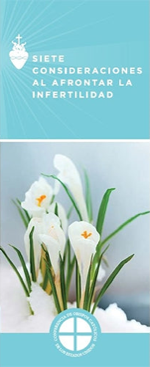 SIETE
CONSIDERACIONES
AL AFRONTAR LA
INFERTILIDAD